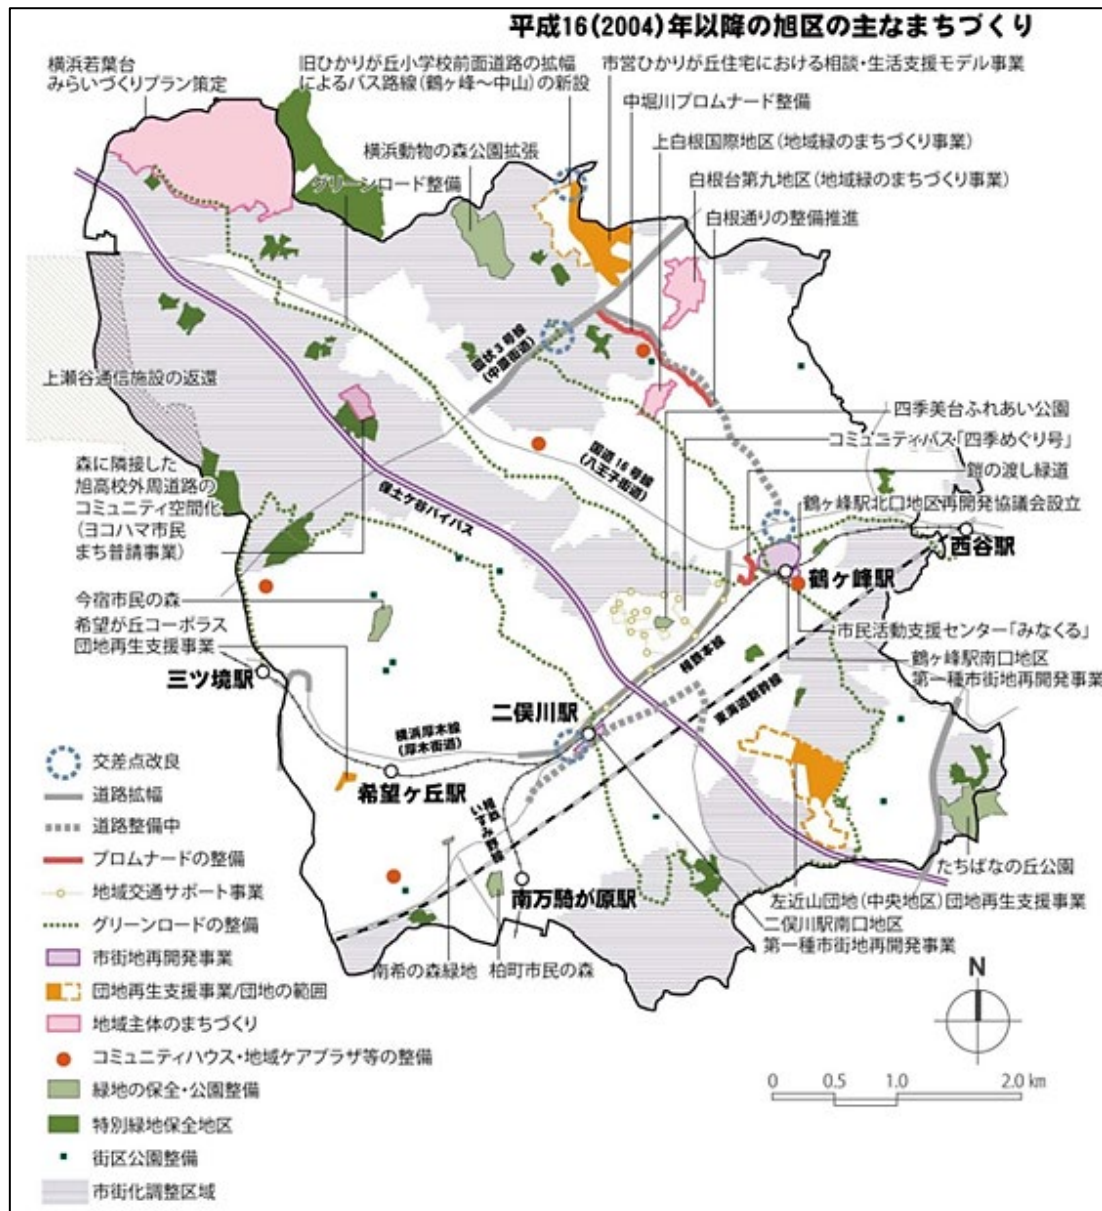 平成16(2004)年以降の旭区の主なまちづくり
横浜若葉台
みらいづくりプラン策定
旧ひかりが丘小学校前面道路の拡幅
によるバス路線(鶴ヶ峰〜中山)の新設
市営ひかりが丘住宅における相談・生活支援モデル事業
中堀川プロムナード整備
横浜動物の森公園拡張
上白根国際地区(地域緑のまちづくり事業)
グリーンロード整備
白根台第九地区(地域緑のまちづくり事業)
白根通りの整備推進
環状3号線
(中原街道)
上瀬谷通信施設の返還
四季美台ふれあい公園
国道16号線
(八王子街道)
コミュニティバス「四季めぐり号」
森に隣接した
旭高校外周道路の
コミュニティ空間化
(ヨコハマ市民
まち普請事業)
保土ケ谷バイパス
鎧の渡し緑道
鶴ヶ峰駅北口地区再開発協議会設立
西谷駅
鶴ヶ峰駅
今宿市民の森
希望が丘コーポラス
団地再生支援事業
市民活動支援センター「みなくる」
鶴ヶ峰駅南口地区
第一種市街地再開発事業
相鉄本線
東海道新幹線
三ツ境駅
二俣川駅
横浜厚木線
(厚木街道)
希望ヶ丘駅
相鉄
いずみ野線
南万騎が原駅
たちばなの丘公園
左近山団地(中央地区)団地再生支援事業
二俣川駅南口地区
第一種市街地再開発事業
南希の森緑地
柏町市民の森
交差点改良
道路拡幅
道路整備中
プロムナードの整備
地域交通サポート事業
グリーンロードの整備
市街地再開発事業
団地再生支援事業/団地の範囲
地域主体のまちづくり
コミュニティハウス・地域ケアプラザ等の整備
緑地の保全・公園整備
特別緑地保全地区
街区公園整備
市街化調整区域
N
0 0.5 1.0 2.0 km